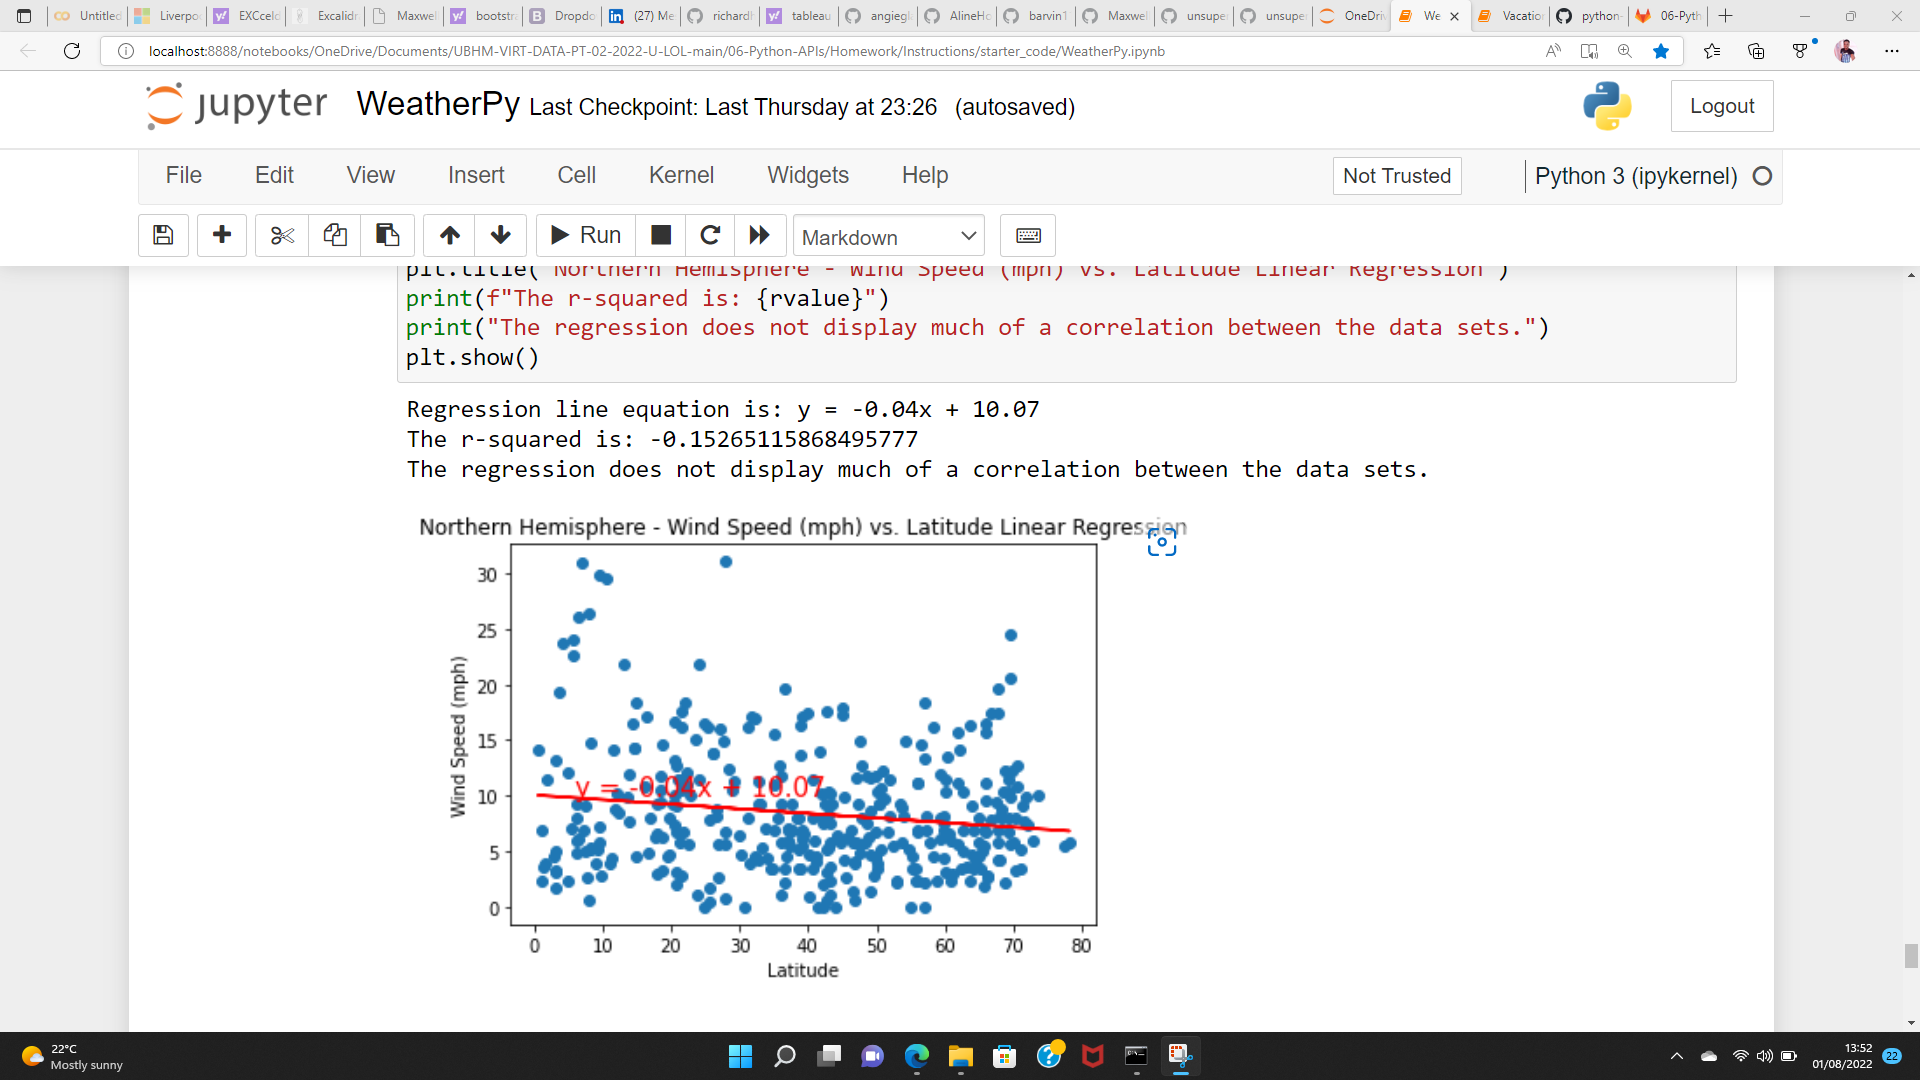 Untitled
Liverpo
EXCceld
Excalidr
Maxwel
bootstra
Dropdo
(27) Me
richardh
tableau
angiegl
AlineHo
barvin1
Maxwel
unsupe
unsupe
OneDriv
We
Vacation
python-
06-Pyth
localhost:8888/notebooks/OneDrive/Documents/UBHM-VIRT-DATA-PT-02-2022-U-LOL-main/06-Python-APIs/Homework/Instructions/starter_code/WeatherPy.ipynb
jupyter WeatherPy Last Checkpoint: Last Thursday at 23:26 (autosaved)
Logout
File Edit View Insert Cell Kernel Widgets Help
Not Trusted
Python 3 (ipykernel)
Run
Markdown
plt.title("Northern Hemisphere - Wind Speed (mph) vs. Latitude Linear Regression")
print(f"The r-squared is: {rvalue}")
print("The regression does not display much of a correlation between the data sets.")
plt.show()
Regression line equation is: y = -0.04x + 10.07
The r-squared is: -0.15265115868495777
The regression does not display much of a correlation between the data sets.
Northern Hemisphere - Wind Speed (mph) vs. Latitude Linear Regression
Wind Speed (mph)
30
25
20
15
10
5
0
y = -0.04x + 10.07
0 10 20 30 40 50 60 70 80
Latitude
22°C
Mostly sunny
13:52
01/08/2022
22